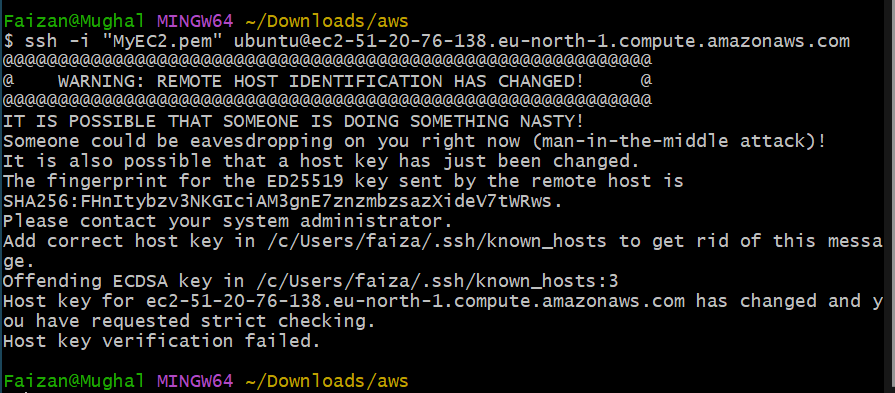 Faizan@Mughal MINGW64 ~/Downloads/aws
$ ssh -i "MyEC2.pem" ubuntu@ec2-51-20-76-138.eu-north-1.compute.amazonaws.com
@@@@@@@@@@@@@@@@@@@@@@@@@@@@@@@@@@@@@@@@@@@@@@@@@@@@@@@@@@@
@    WARNING: REMOTE HOST IDENTIFICATION HAS CHANGED!     @
@@@@@@@@@@@@@@@@@@@@@@@@@@@@@@@@@@@@@@@@@@@@@@@@@@@@@@@@@@@
IT IS POSSIBLE THAT SOMEONE IS DOING SOMETHING NASTY!
Someone could be eavesdropping on you right now (man-in-the-middle attack)!
It is also possible that a host key has just been changed.
The fingerprint for the ED25519 key sent by the remote host is
SHA256:FHnItybzv3NKGIciAM3gnE7znzmbzsazXideV7tWRws.
Please contact your system administrator.
Add correct host key in /c/Users/faiza/.ssh/known_hosts to get rid of this messa
ge.
Offending ECDSA key in /c/Users/faiza/.ssh/known_hosts:3
Host key for ec2-51-20-76-138.eu-north-1.compute.amazonaws.com has changed and y
ou have requested strict checking.
Host key verification failed.
Faizan@Mughal MINGW64 ~/Downloads/aws